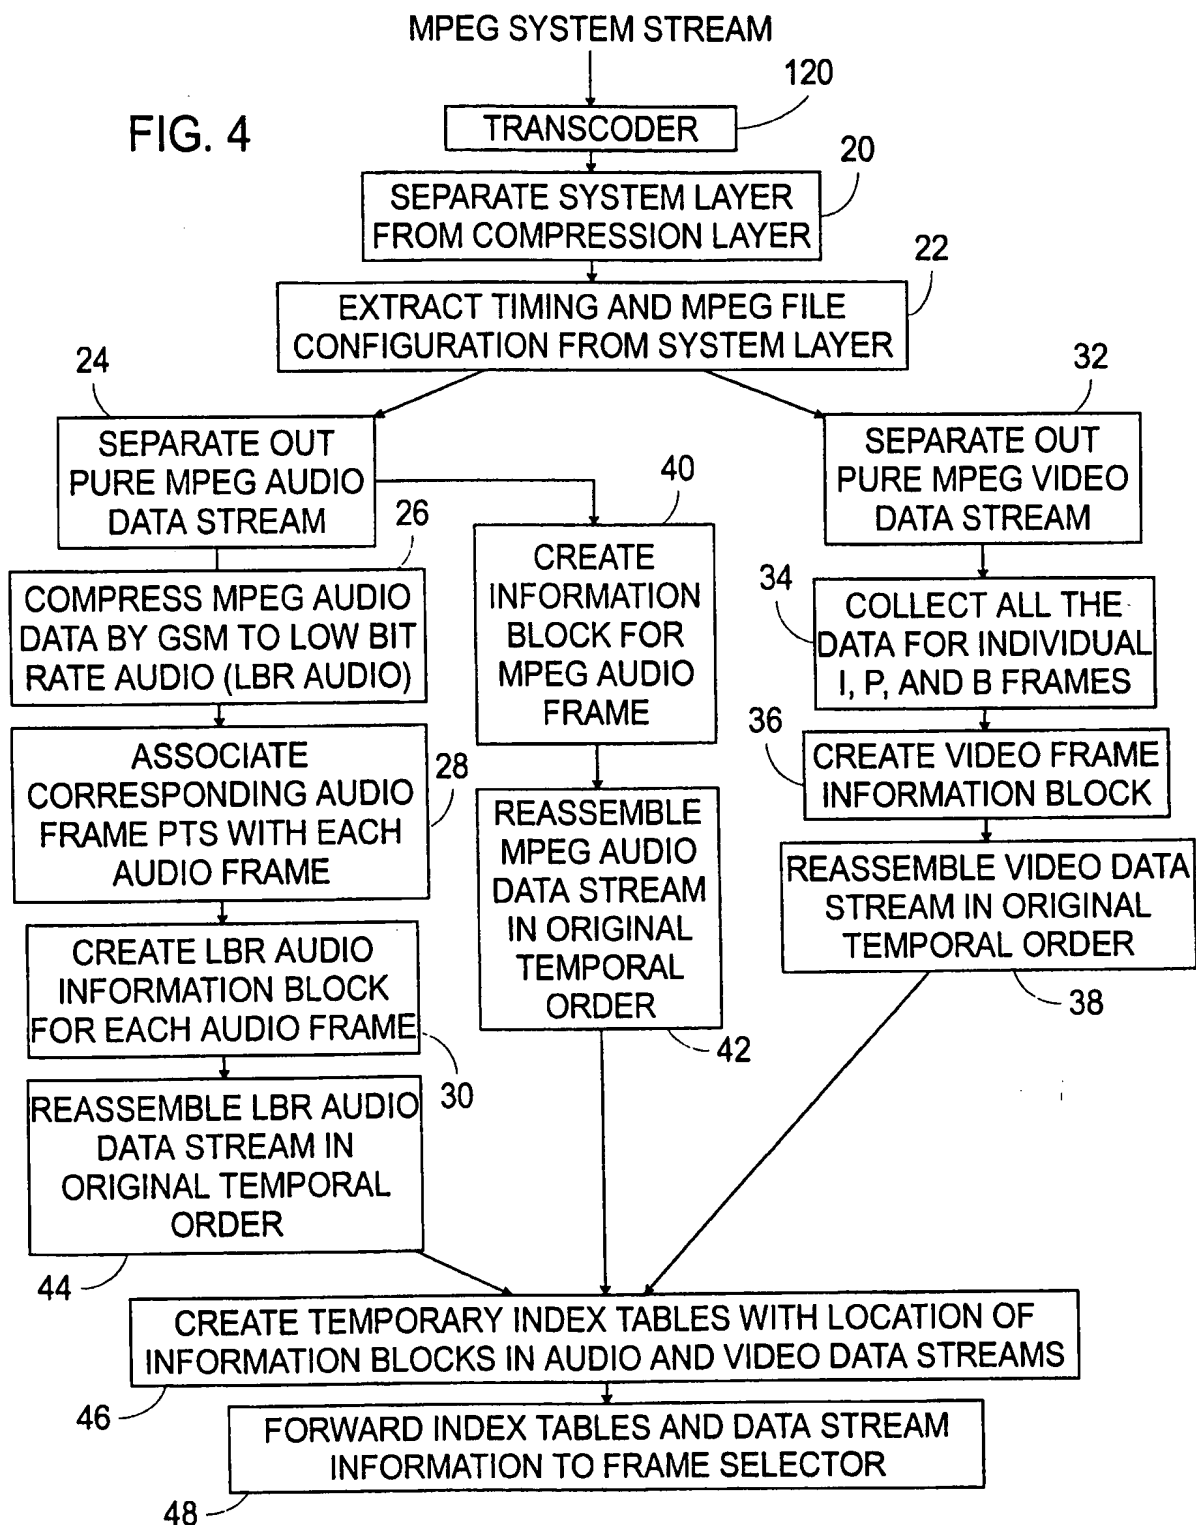 MPEG SYSTEM STREAM
FIG. 4
120
TRANSCODER
20
SEPARATE SYSTEM LAYER
FROM COMPRESSION LAYER
22
EXTRACT TIMING AND MPEG FILE
CONFIGURATION FROM SYSTEM LAYER
24
SEPARATE OUT
PURE MPEG AUDIO
DATA STREAM
26
COMPRESS MPEG AUDIO
DATA BY GSM TO LOW BIT
RATE AUDIO (LBR AUDIO)
ASSOCIATE
CORRESPONDING AUDIO
FRAME PTS WITH EACH
AUDIO FRAME
28
CREATE LBR AUDIO
INFORMATION BLOCK
FOR EACH AUDIO FRAME
30
REASSEMBLE LBR AUDIO
DATA STREAM IN
ORIGINAL TEMPORAL
ORDER
44
40
CREATE
INFORMATION
BLOCK FOR
MPEG AUDIO
FRAME
REASSEMBLE
MPEG AUDIO
DATA STREAM
IN ORIGINAL
TEMPORAL
ORDER
42
32
SEPARATE OUT
PURE MPEG VIDEO
DATA STREAM
34
COLLECT ALL THE
DATA FOR INDIVIDUAL
I, P, AND B FRAMES
36
CREATE VIDEO FRAME
INFORMATION BLOCK
REASSEMBLE VIDEO DATA
STREAM IN ORIGINAL
TEMPORAL ORDER
38
CREATE TEMPORARY INDEX TABLES WITH LOCATION OF
INFORMATION BLOCKS IN AUDIO AND VIDEO DATA STREAMS
46
FORWARD INDEX TABLES AND DATA STREAM
INFORMATION TO FRAME SELECTOR
48